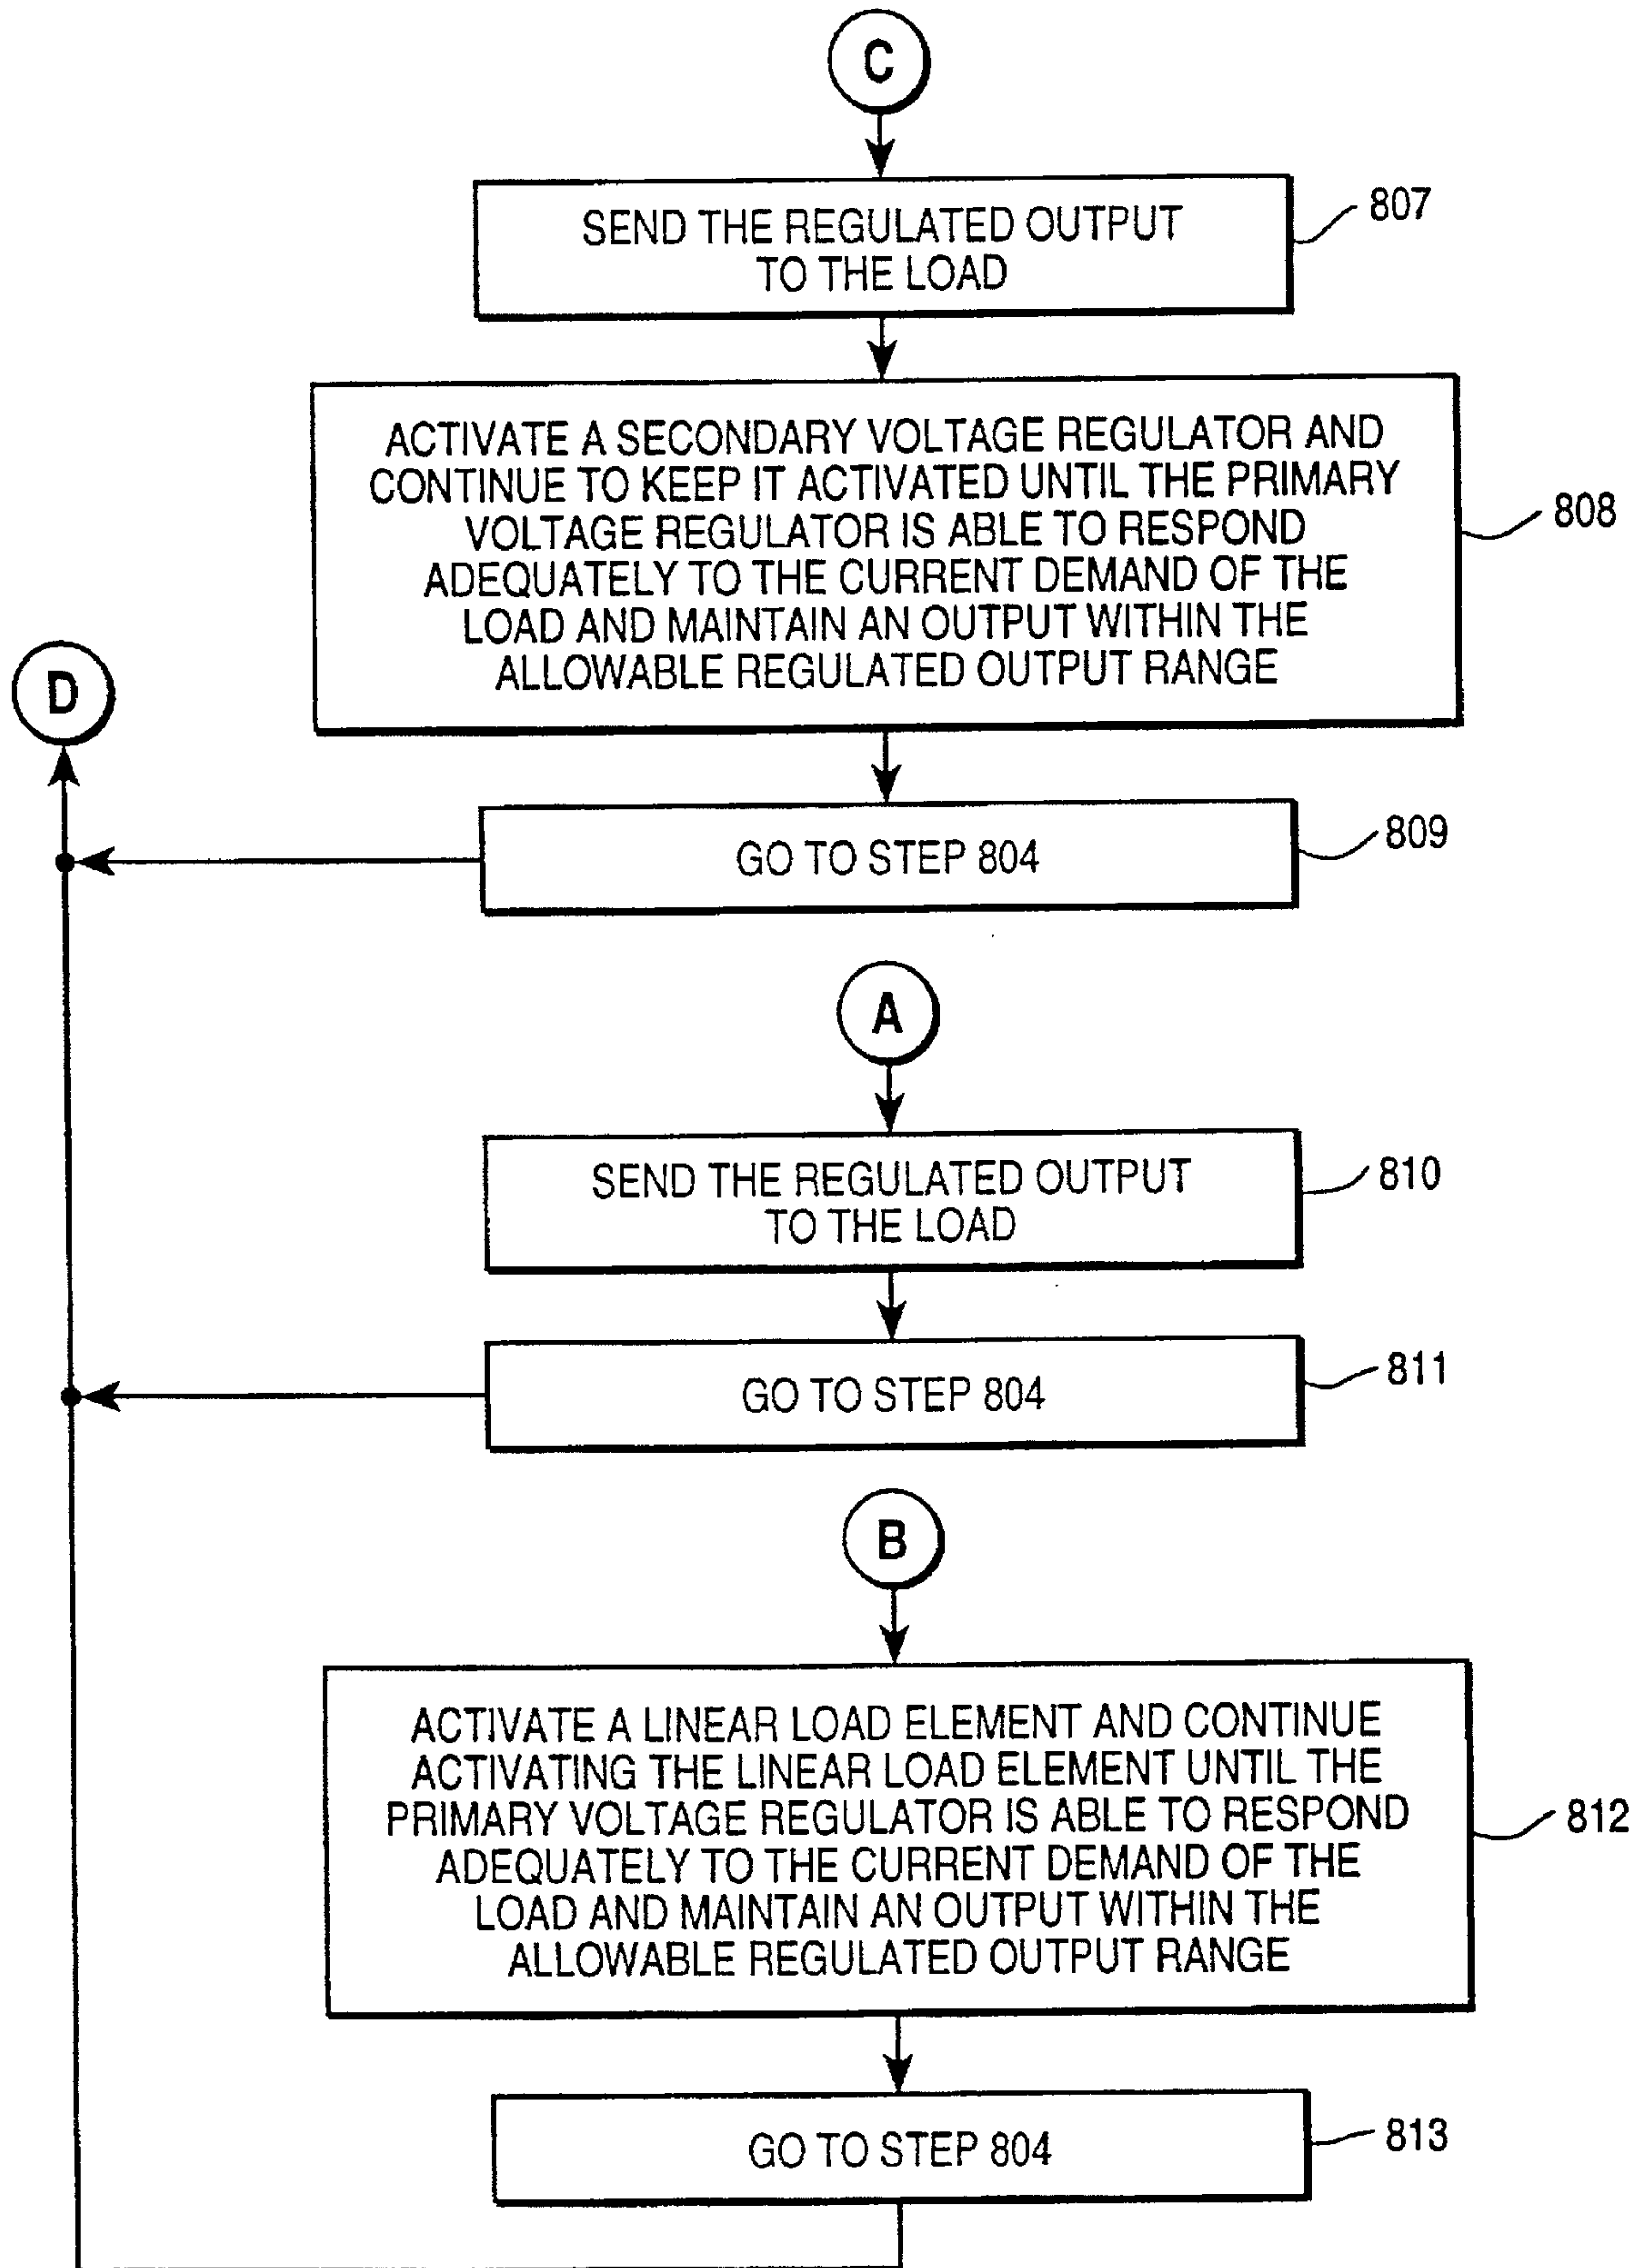 C
SEND THE REGULATED OUTPUT
TO THE LOAD
807
ACTIVATE A SECONDARY VOLTAGE REGULATOR AND
CONTINUE TO KEEP IT ACTIVATED UNTIL THE PRIMARY
VOLTAGE REGULATOR IS ABLE TO RESPOND
ADEQUATELY TO THE CURRENT DEMAND OF THE
LOAD AND MAINTAIN AN OUTPUT WITHIN THE
ALLOWABLE REGULATED OUTPUT RANGE
808
D
GO TO STEP 804
809
A
SEND THE REGULATED OUTPUT
TO THE LOAD
810
GO TO STEP 804
811
B
ACTIVATE A LINEAR LOAD ELEMENT AND CONTINUE
ACTIVATING THE LINEAR LOAD ELEMENT UNTIL THE
PRIMARY VOLTAGE REGULATOR IS ABLE TO RESPOND
ADEQUATELY TO THE CURRENT DEMAND OF THE
LOAD AND MAINTAIN AN OUTPUT WITHIN THE
ALLOWABLE REGULATED OUTPUT RANGE
812
GO TO STEP 804
813